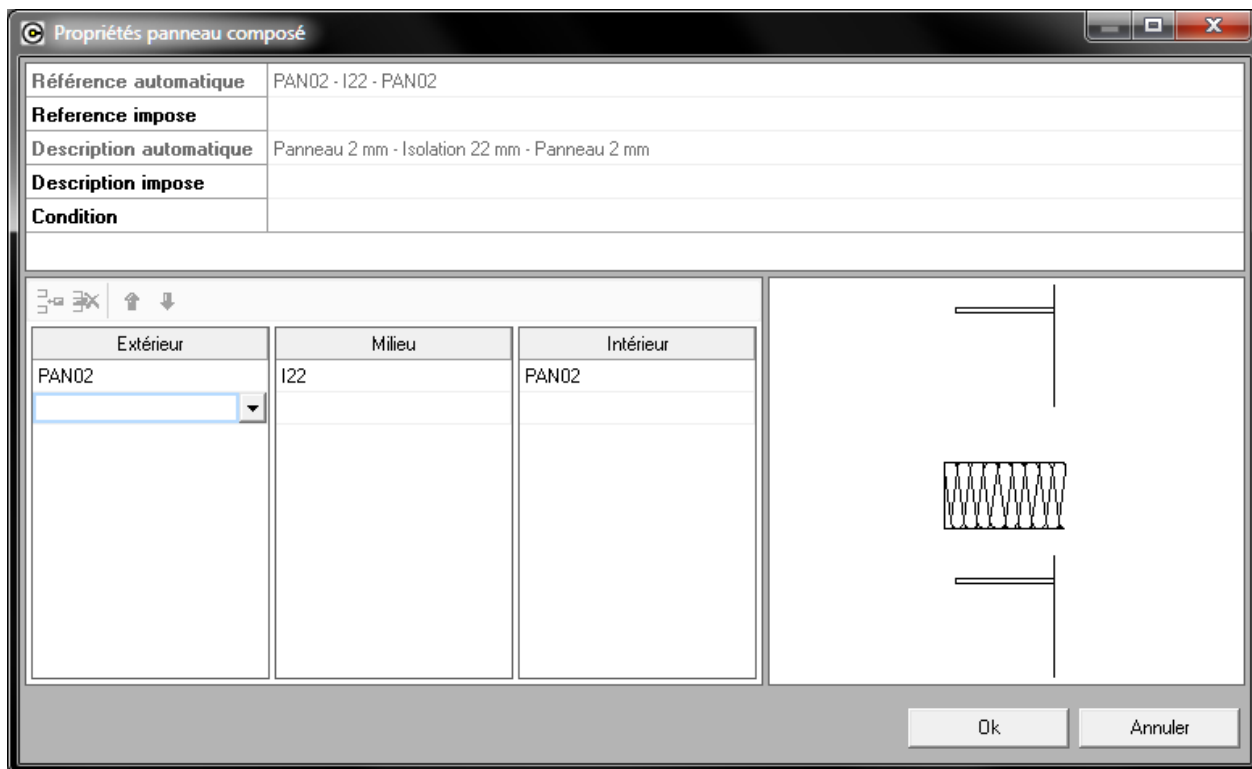 Propriétés panneau composé
Référence automatique PAN02 - I22 - PAN02
Reference impose
Description automatique Panneau 2 mm - Isolation 22 mm - Panneau 2 mm
Description impose
Condition
Extérieur Milieu Intérieur
PAN02 I22 PAN02
Ok Annuler